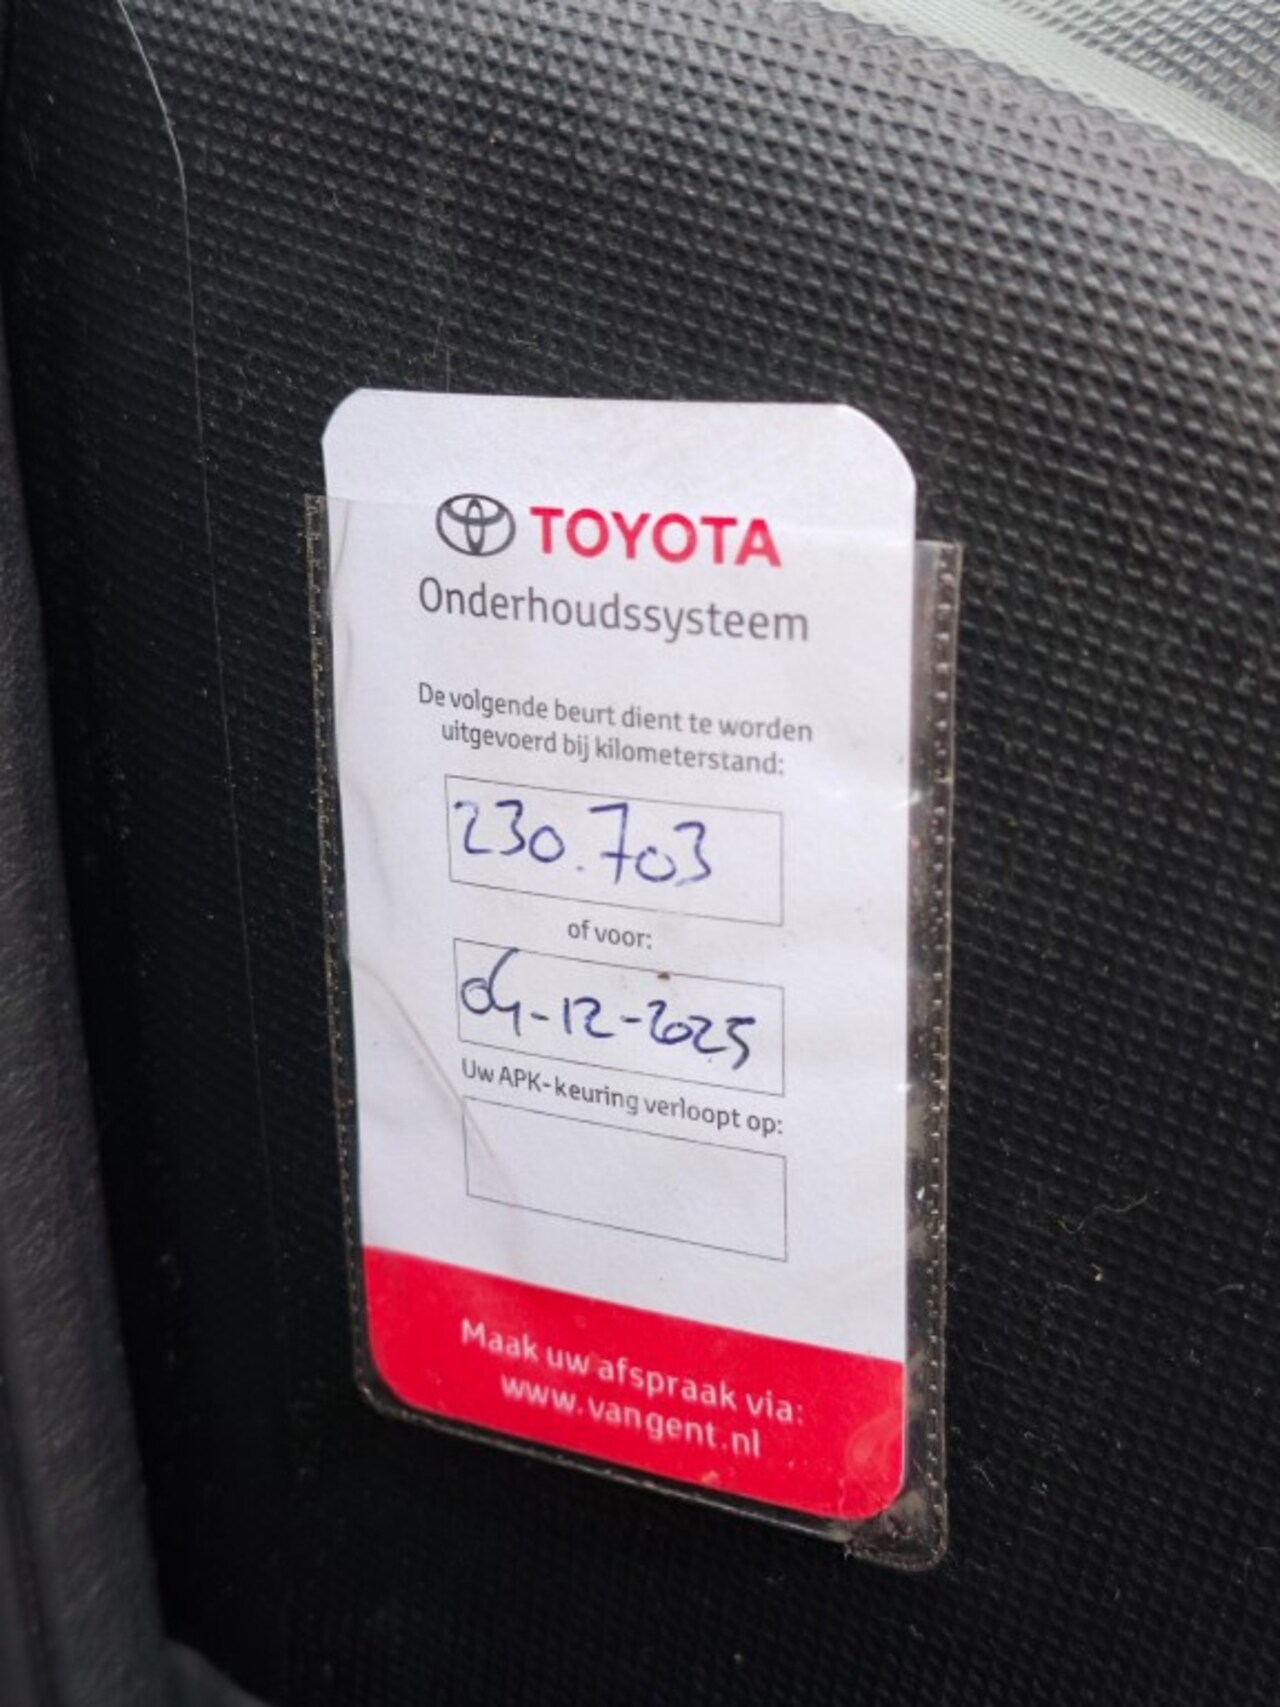 TOYOTA
Onderhoudssysteem
De volgende beurt dient te worden
uitgevoerd bij kilometerstand:
230.703
of voor:
04-12-2025
Uw APK-keuring verloopt op:
Maak uw afspraak via:
www.vangent.nl